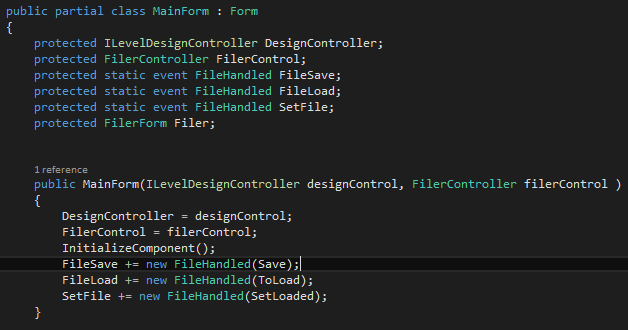 public partial class MainForm : Form
{
protected ILevelDesignController DesignController;
protected FilerController FilerControl;
protected static event FileHandled FileSave;
protected static event FileHandled FileLoad;
protected static event FileHandled SetFile;
protected FilerForm Filer;
1 reference
public MainForm(ILevelDesignController designControl, FilerController filerControl )
{
DesignController = designControl;
FilerControl = filerControl;
InitializeComponent();
FileSave += new FileHandled(Save);
FileLoad += new FileHandled(ToLoad);
SetFile += new FileHandled(SetLoaded);
}